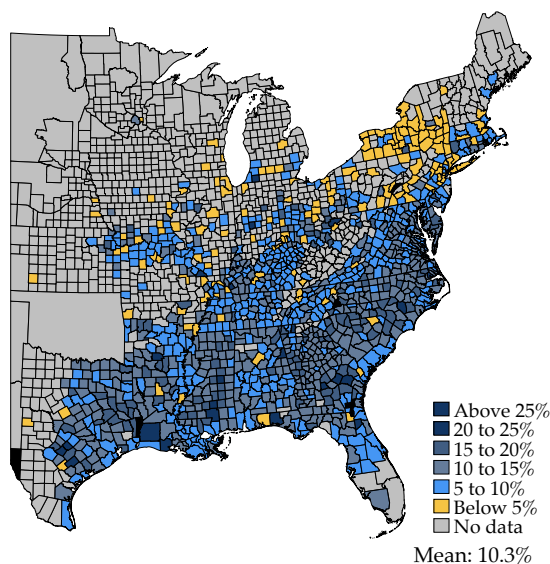 Above 25%
20 to 25%
15 to 20%
10 to 15%
5 to 10%
Below 5%
No data
Mean: 10.3%